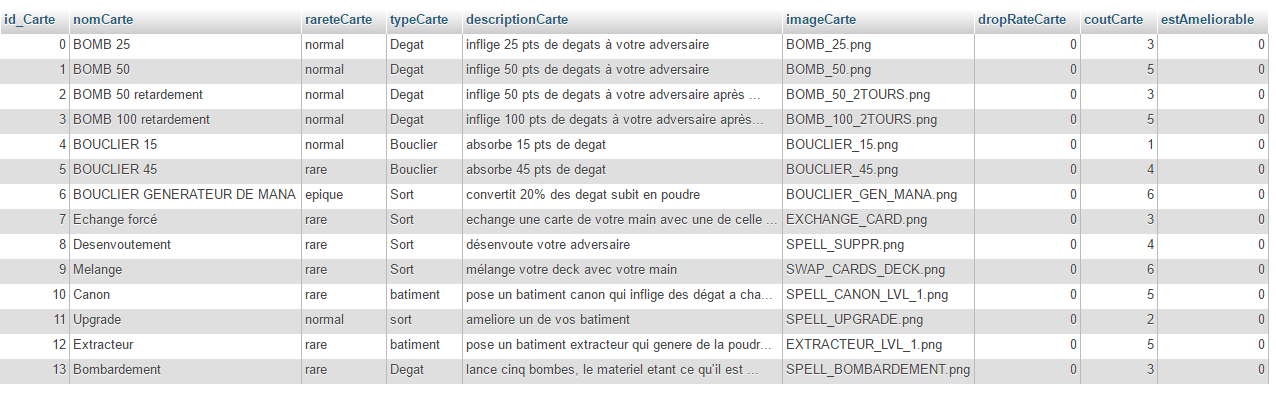 id_Carte nomCarte rareteCarte typeCarte descriptionCarte imageCarte dropRateCarte coutCarte estAmeliorable
0 BOMB 25 normal Degat inflige 25 pts de degats à votre adversaire BOMB_25.png 0 3 0
1 BOMB 50 normal Degat inflige 50 pts de degats à votre adversaire BOMB_50.png 0 5 0
2 BOMB 50 retardement normal Degat inflige 50 pts de degats à votre adversaire après ... BOMB_50_2TOURS.png 0 3 0
3 BOMB 100 retardement normal Degat inflige 100 pts de degats à votre adversaire après... BOMB_100_2TOURS.png 0 5 0
4 BOUCLIER 15 normal Bouclier absorbe 15 pts de degat BOUCLIER_15.png 0 1 0
5 BOUCLIER 45 rare Bouclier absorbe 45 pts de degat BOUCLIER_45.png 0 4 0
6 BOUCLIER GENERATEUR DE MANA epique Sort convertit 20% des degat subit en poudre BOUCLIER_GEN_MANA.png 0 6 0
7 Echange forcé rare Sort echange une carte de votre main avec une de celle ... EXCHANGE_CARD.png 0 3 0
8 Desenvoutement rare Sort désenvoute votre adversaire SPELL_SUPPR.png 0 4 0
9 Melange rare Sort mélange votre deck avec votre main SWAP_CARDS_DECK.png 0 6 0
10 Canon rare batiment pose un batiment canon qui inflige des dégat a cha... SPELL_CANON_LVL_1.png 0 5 0
11 Upgrade normal sort ameliore un de vos batiment SPELL_UPGRADE.png 0 2 0
12 Extracteur rare batiment pose un batiment extracteur qui genere de la poudr... EXTRACTEUR_LVL_1.png 0 5 0
13 Bombardement rare Degat lance cinq bombes, le materiel etant ce qu'il est ... SPELL_BOMBARDEMENT.png 0 3 0